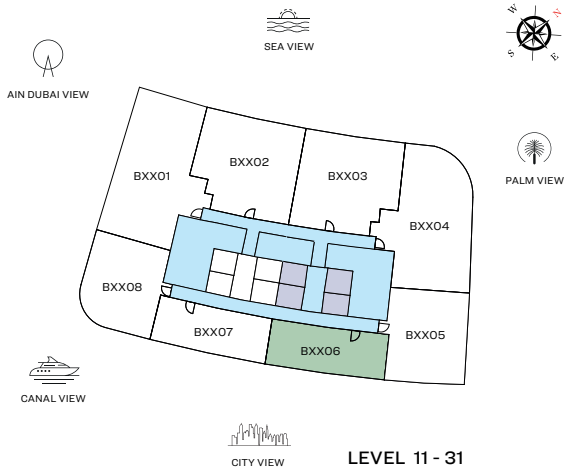 SEA VIEW
W
N
S
E
AIN DUBAI VIEW
PALM VIEW
BXX01
BXX02
BXX03
BXX04
BXX08
BXX07
BXX06
BXX05
CANAL VIEW
CITY VIEW
LEVEL 11 - 31